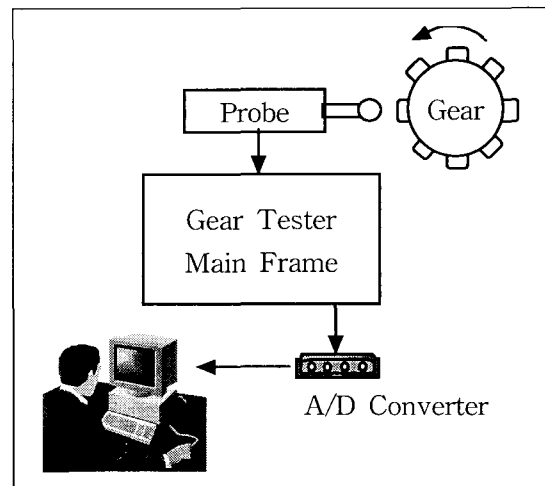 Probe
Gear
Gear Tester
Main Frame
A/D Converter